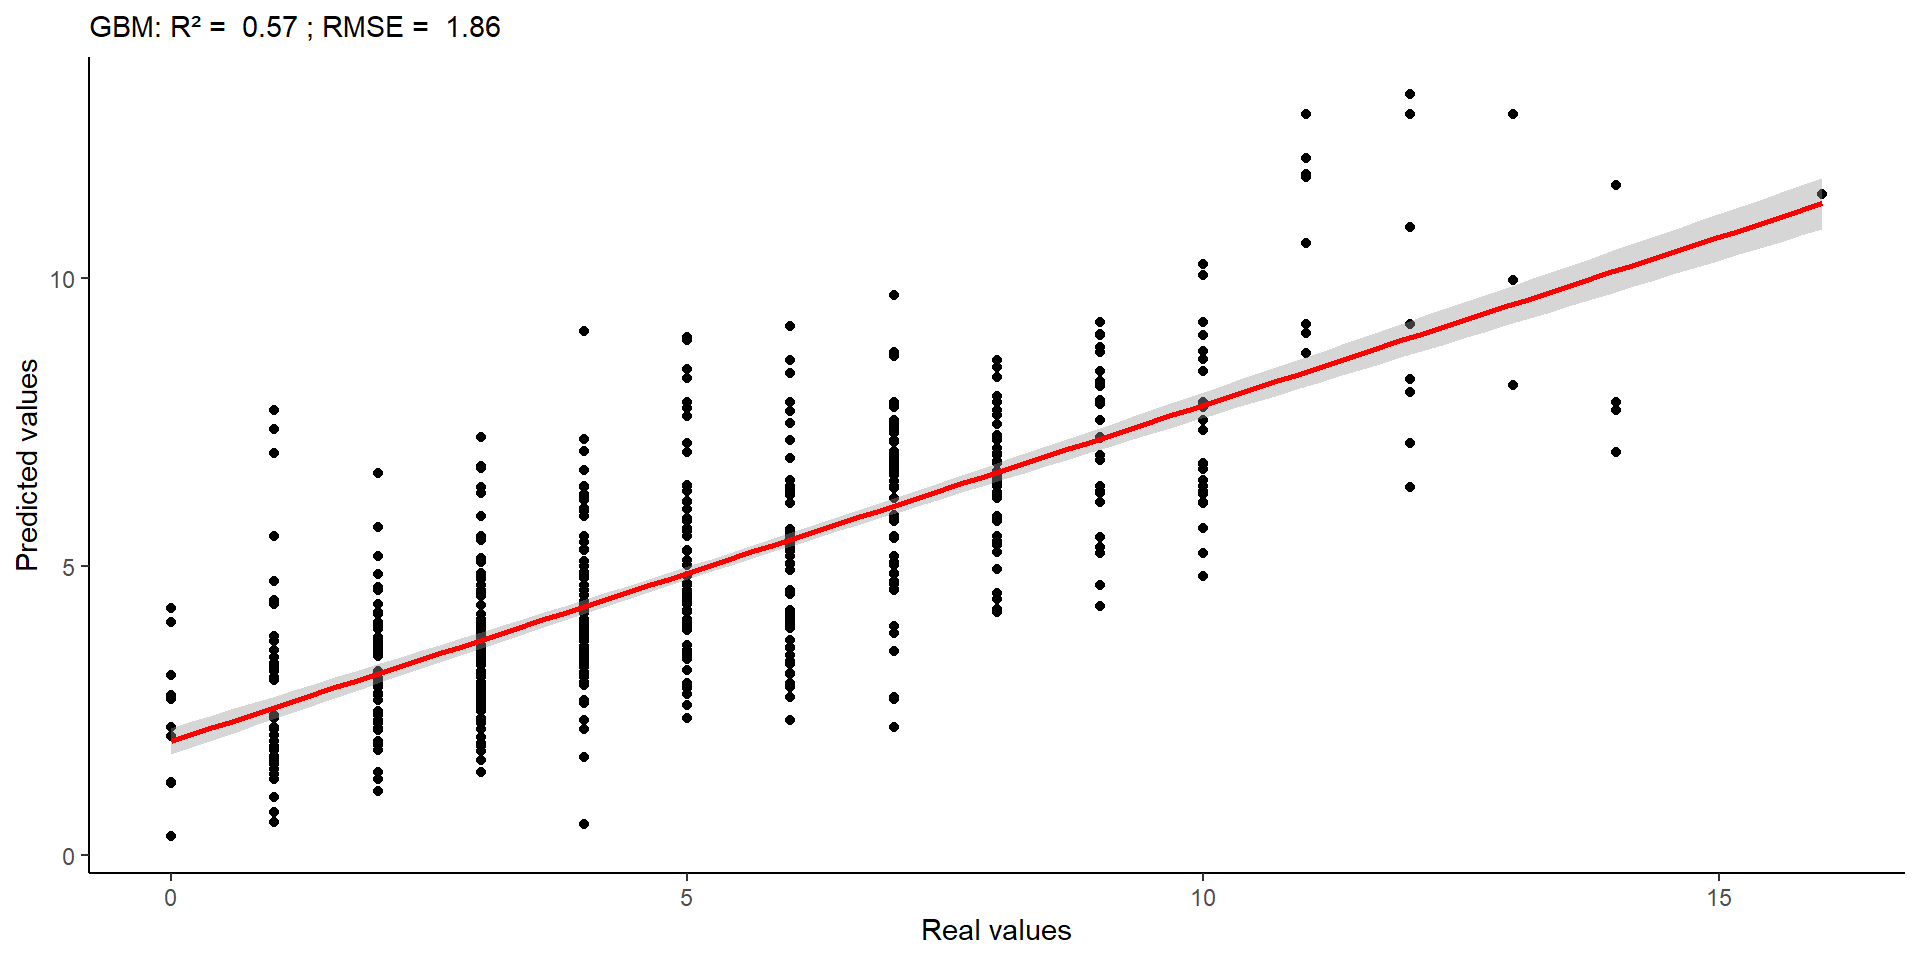 GBM: R² =  0.57 ; RMSE =  1.86
Predicted values
10
5
0
0 5 10 15
Real values